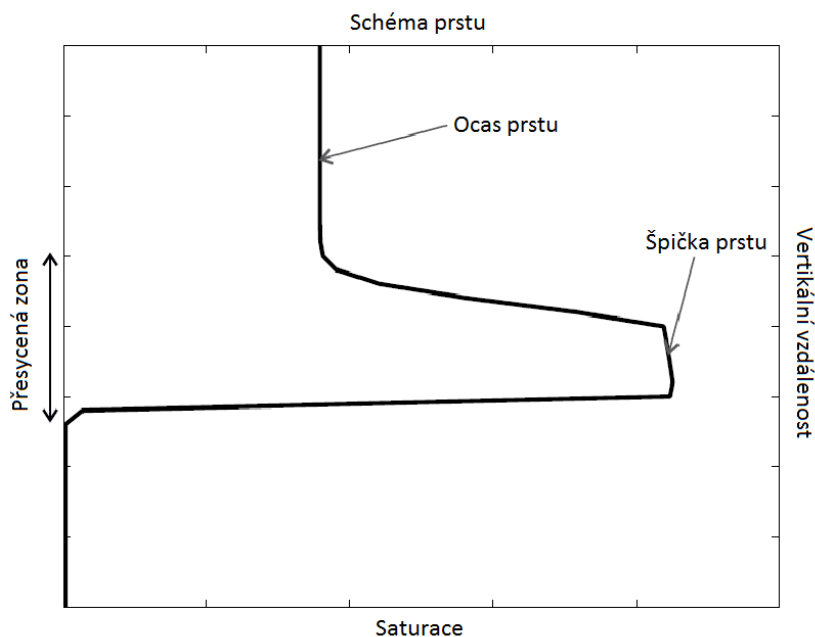 Schéma prstu
Ocas prstu
Špička prstu
Přesycená zona
Vertikální vzdálenost
Saturace